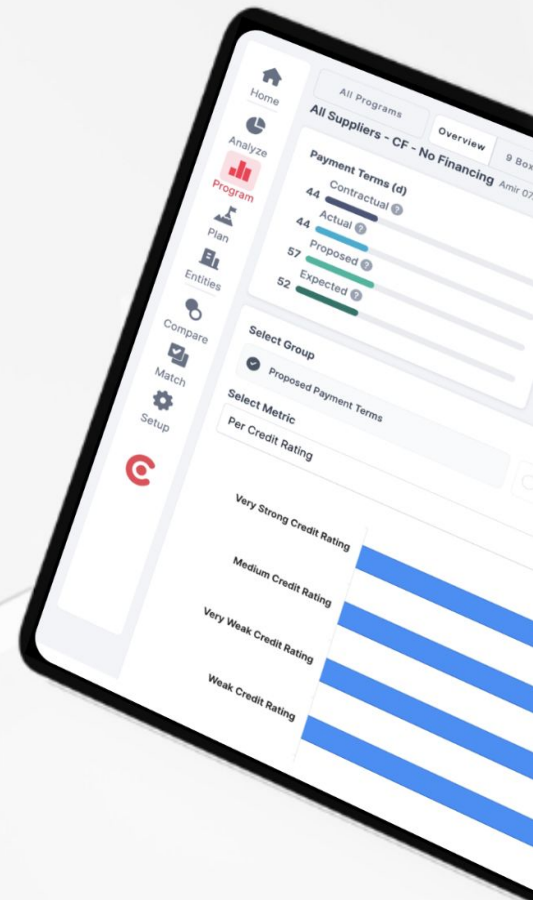 Home
Analyze
Program
Plan
Entities
Compare
Match
Setup
All Programs
Overview
9 Box
All Suppliers - CF - No Financing
Amir 07
Payment Terms (d)
Contractual ?
44
Actual ?
44
Proposed ?
57
Expected ?
52
Select Group
Proposed Payment Terms
Select Metric
Per Credit Rating
Very Strong Credit Rating
Medium Credit Rating
Very Weak Credit Rating
Weak Credit Rating